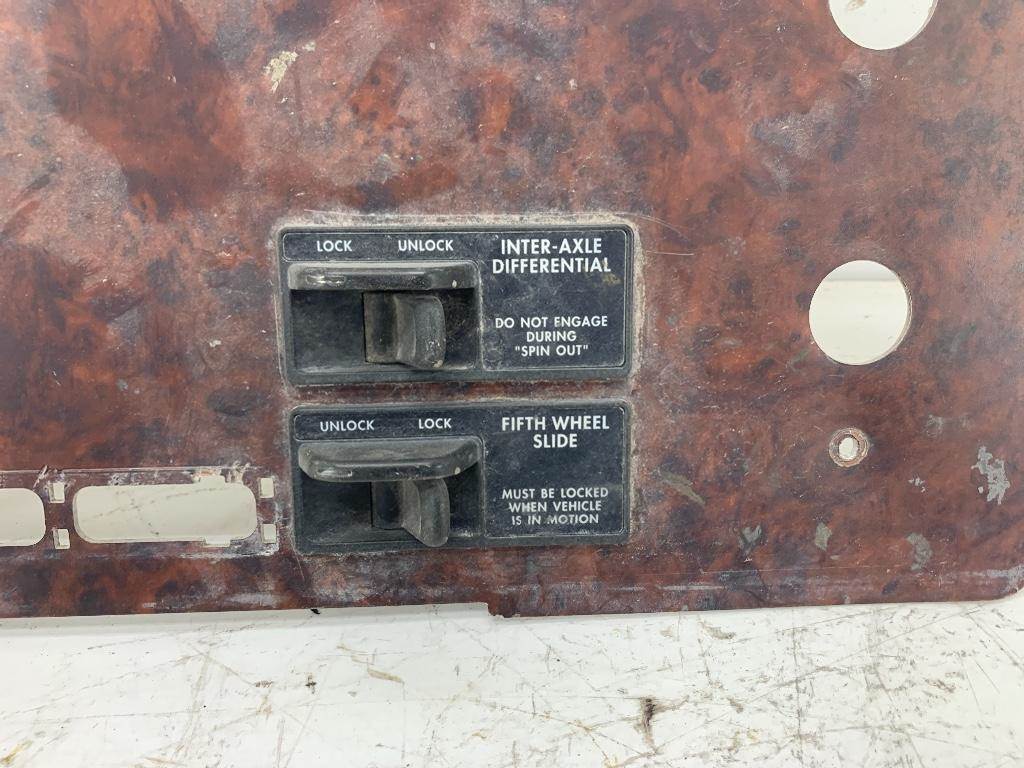 LOCK UNLOCK
INTER-AXLE
DIFFERENTIAL
DO NOT ENGAGE
DURING
"SPIN OUT"
UNLOCK LOCK
FIFTH WHEEL
SLIDE
MUST BE LOCKED
WHEN VEHICLE
IS IN MOTION